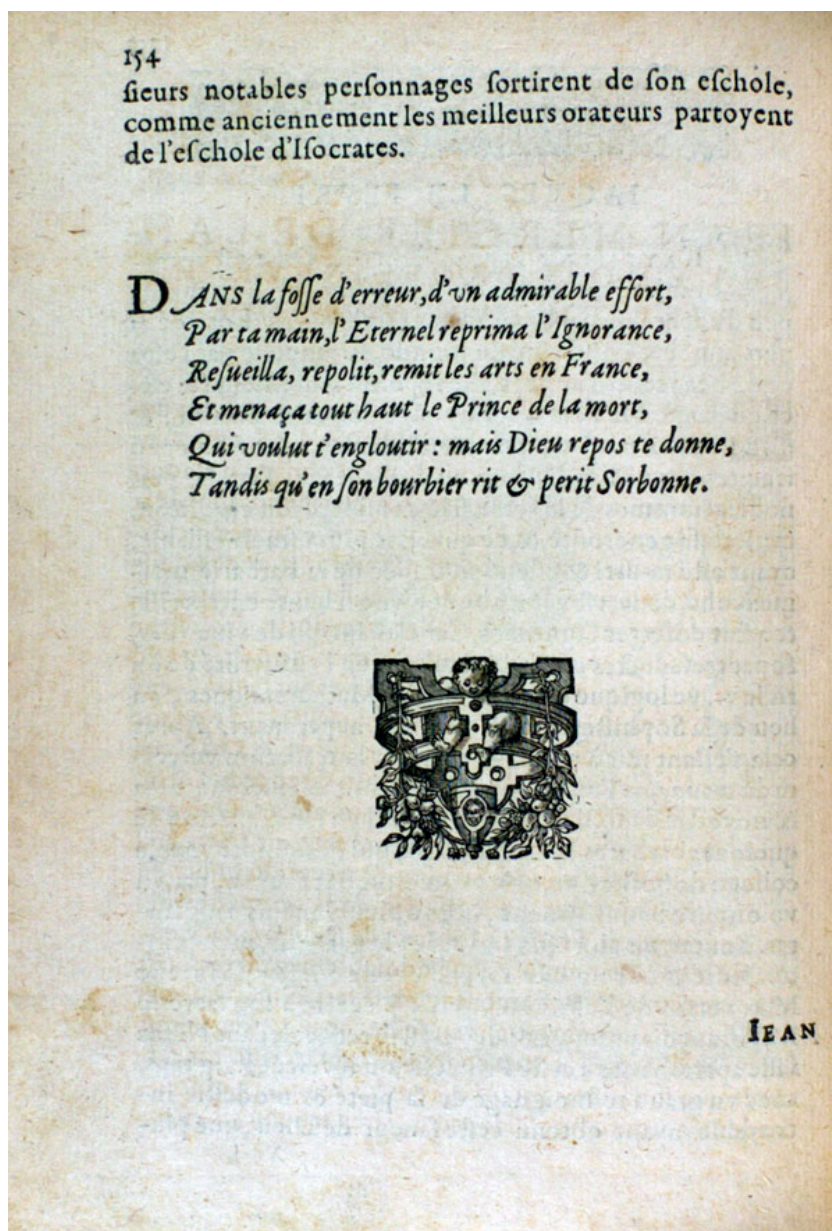 154
ſieurs notables perſonnages ſortirent de ſon eſchole,
comme anciennement les meilleurs orateurs partoyent
de l'eſchole d'Iſocrates.
DANS la foſſe d'erreur, d'vn admirable effort,
Par ta main, l'Eternel reprima l'Ignorance,
Reſueilla, repolit, remit les arts en France,
Et menaça tout haut le Prince de la mort,
Qui voulut t'engloutir : mais Dieu repos te donne,
Tandis qu'en ſon bourbier rit & perit Sorbonne.
IEAN